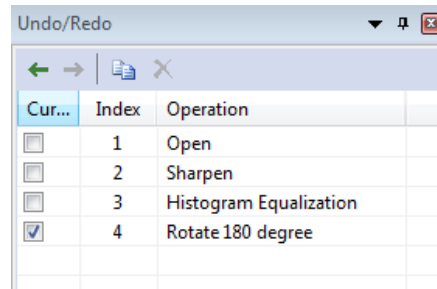 Undo/Redo
Cur... Index Operation
1 Open
2 Sharpen
3 Histogram Equalization
4 Rotate 180 degree